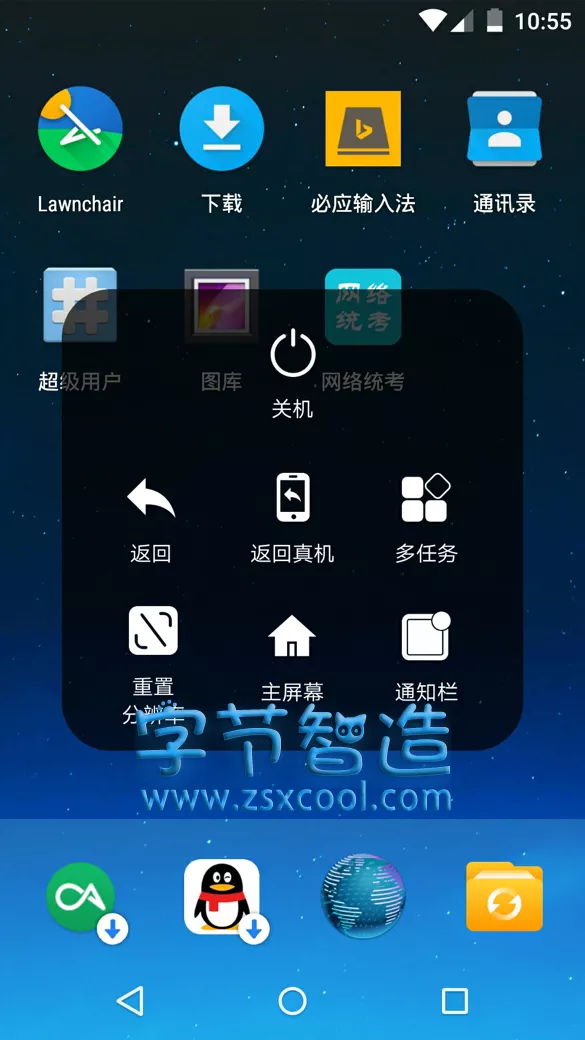 10:55
Lawnchair
下载
必应输入法
通讯录
网络
统考
超级用户
图库
网络统考
关机
返回
返回真机
多任务
重置
分辨率
主屏幕
通知栏
字节智造
www.zsxcool.com